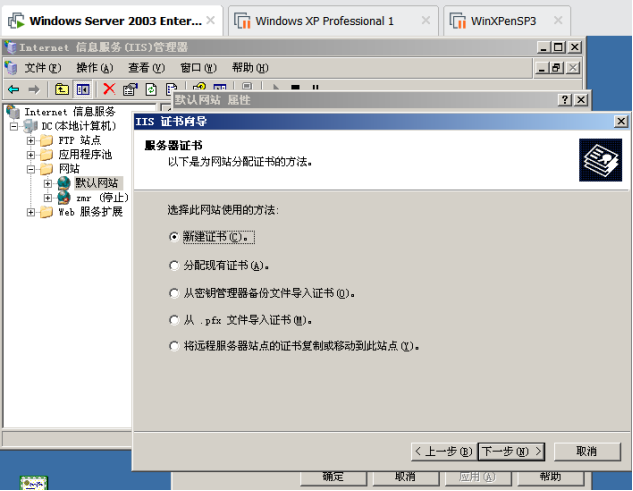 Windows Server 2003 Enter...
Windows XP Professional 1
WinXPenSP3
Internet 信息服务(IIS)管理器
文件(F) 操作(A) 查看(V) 窗口(W) 帮助(H)
默认网站 属性
Internet 信息服务
DC(本地计算机)
FTP 站点
应用程序池
网站
默认网站
zmr (停止)
Web 服务扩展
IIS 证书向导
服务器证书
以下是为网站分配证书的方法。
选择此网站使用的方法:
新建证书(C)。
分配现有证书(A)。
从密钥管理器备份文件导入证书(O)。
从 .pfx 文件导入证书(M)。
将远程服务器站点的证书复制或移动到此站点(Y)。
< 上一步(B) 下一步(N) > 取消
确定 取消 应用(A) 帮助